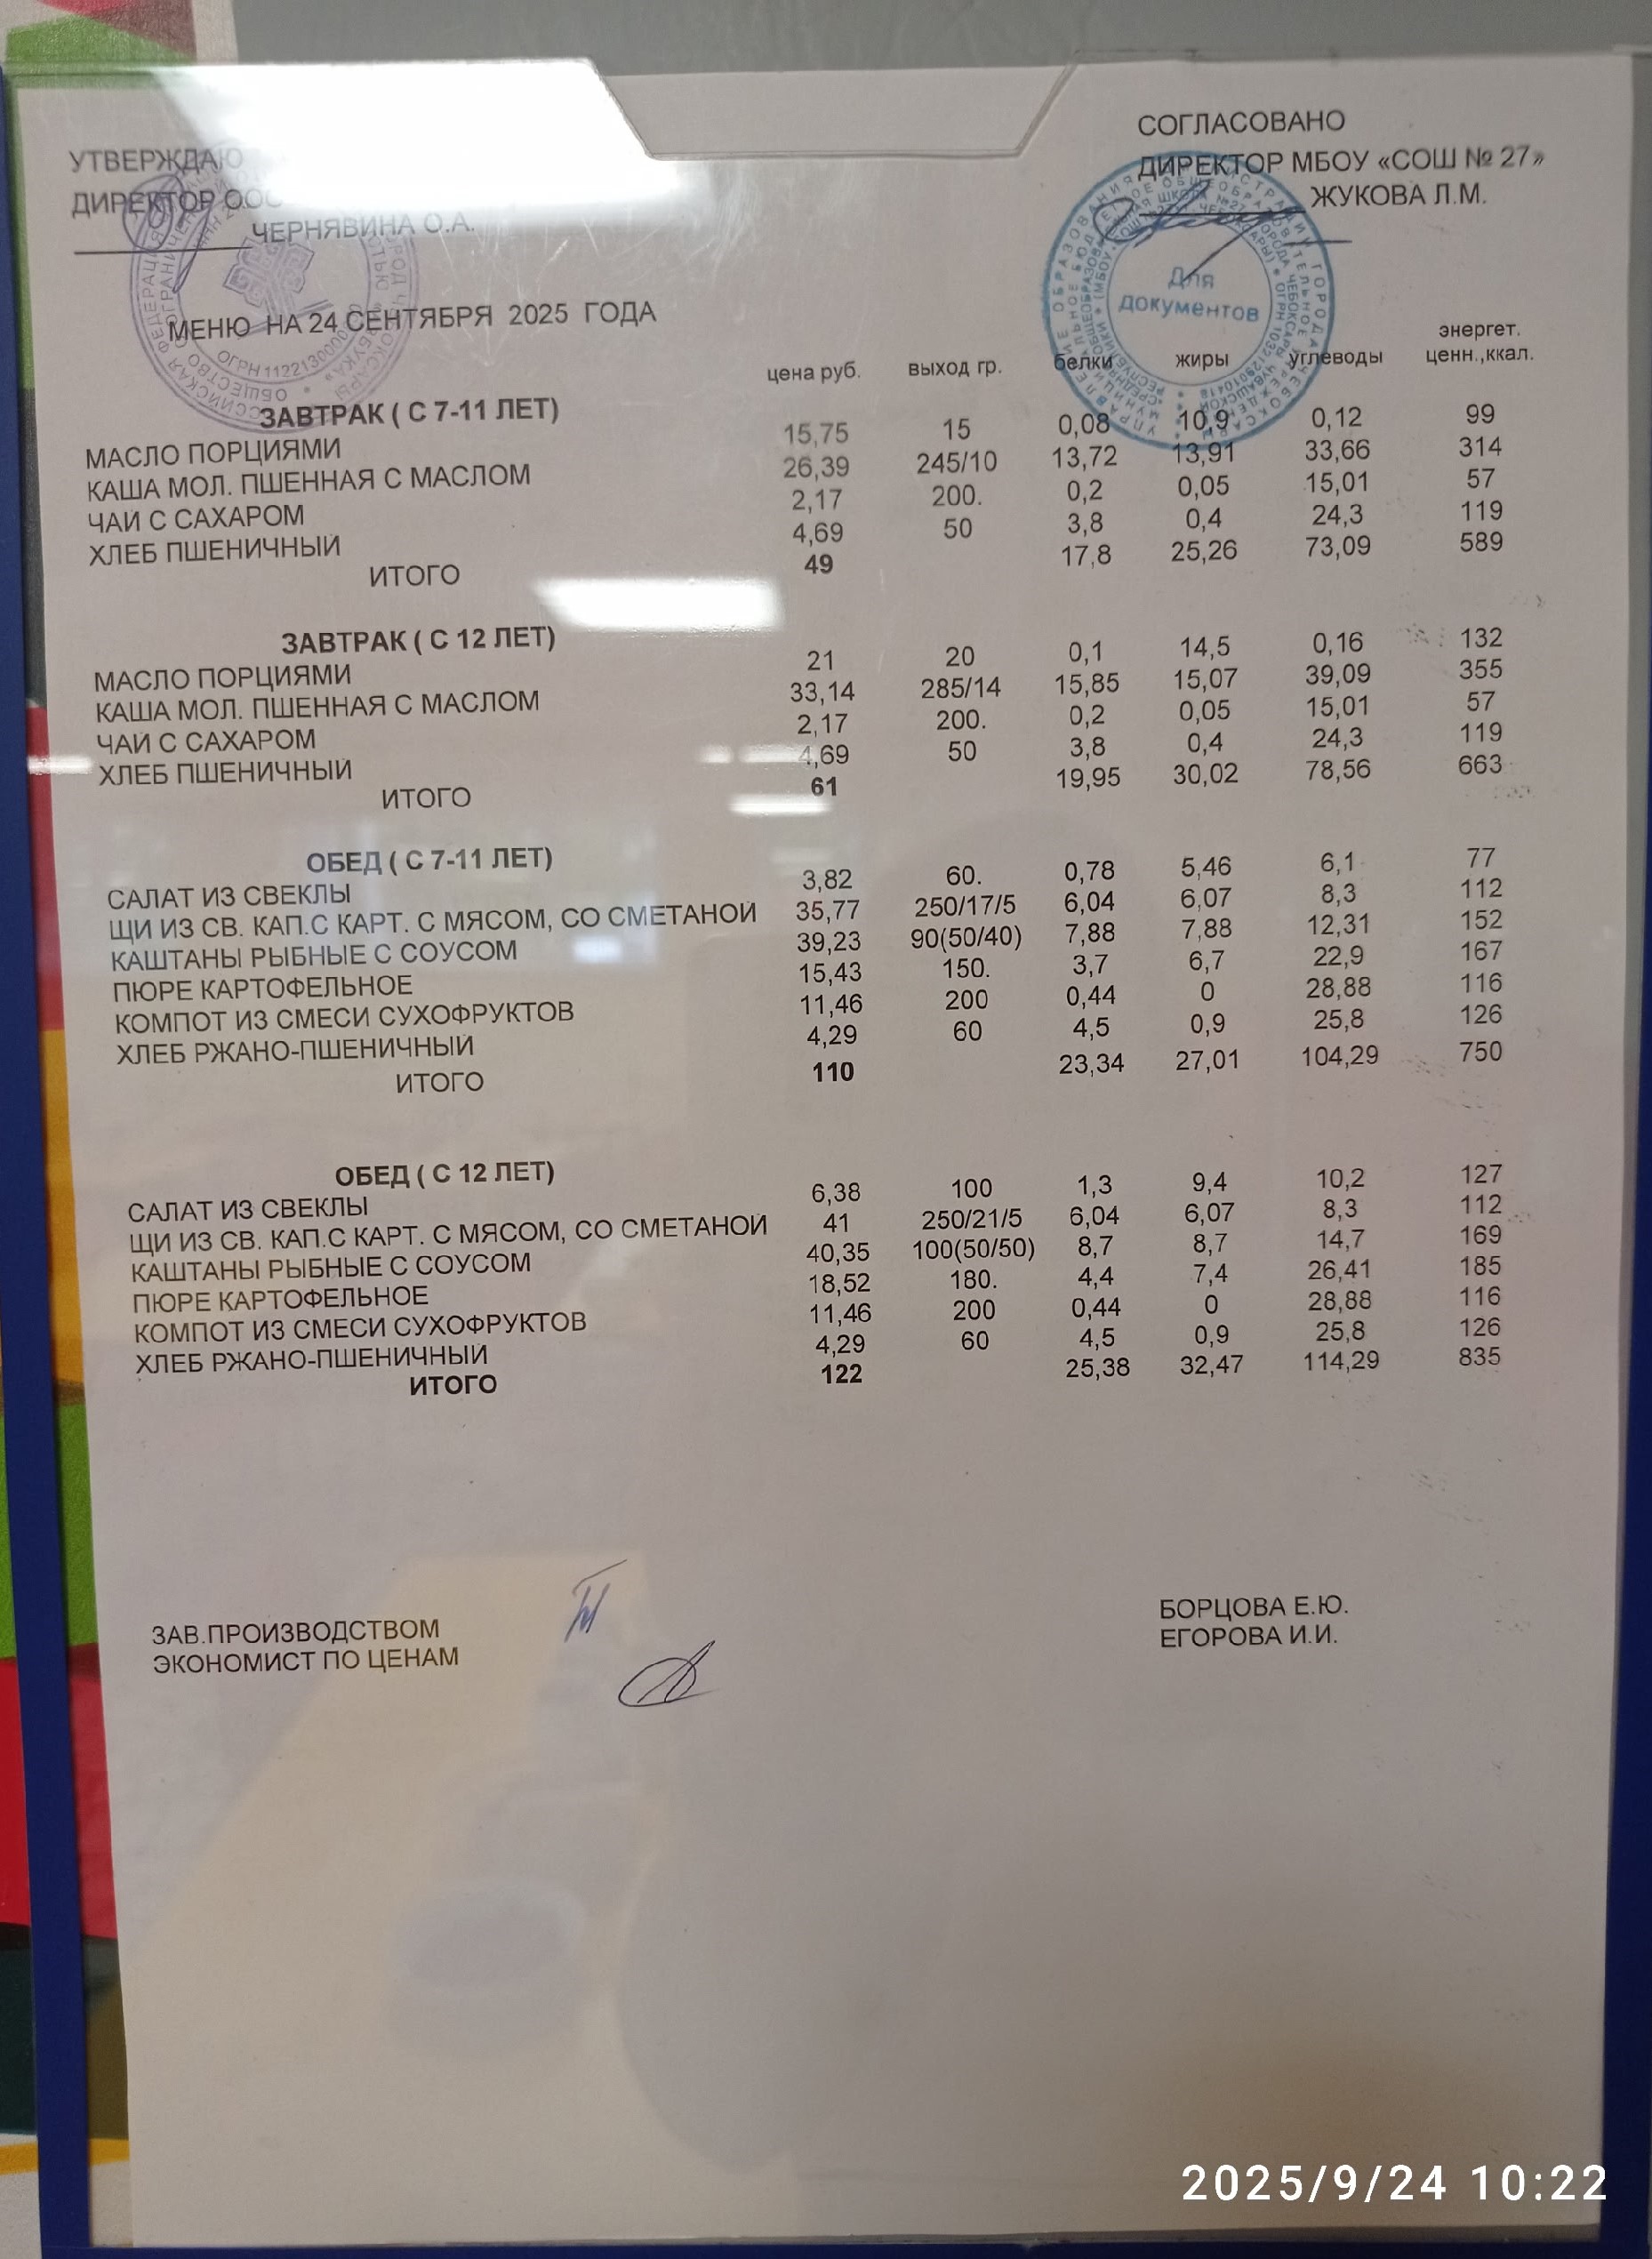 УТВЕРЖДАЮ
ДИРЕКТОР ООО
ЧЕРНЯВИНА О.А.
СОГЛАСОВАНО
ДИРЕКТОР МБОУ «СОШ № 27»
ЖУКОВА Л.М.
Для
документов
МЕНЮ НА 24 СЕНТЯБРЯ 2025 ГОДА
цена руб. выход гр. белки жиры углеводы энергет. ценн.,ккал.
ЗАВТРАК ( С 7-11 ЛЕТ)
МАСЛО ПОРЦИЯМИ 15,75 15 0,08 10,9 0,12 99
КАША МОЛ. ПШЕННАЯ С МАСЛОМ 26,39 245/10 13,72 13,91 33,66 314
ЧАЙ С САХАРОМ 2,17 200. 0,2 0,05 15,01 57
ХЛЕБ ПШЕНИЧНЫЙ 4,69 50 3,8 0,4 24,3 119
ИТОГО 49 17,8 25,26 73,09 589
ЗАВТРАК ( С 12 ЛЕТ)
МАСЛО ПОРЦИЯМИ 21 20 0,1 14,5 0,16 132
КАША МОЛ. ПШЕННАЯ С МАСЛОМ 33,14 285/14 15,85 15,07 39,09 355
ЧАЙ С САХАРОМ 2,17 200. 0,2 0,05 15,01 57
ХЛЕБ ПШЕНИЧНЫЙ 4,69 50 3,8 0,4 24,3 119
ИТОГО 61 19,95 30,02 78,56 663
ОБЕД ( С 7-11 ЛЕТ)
САЛАТ ИЗ СВЕКЛЫ 3,82 60. 0,78 5,46 6,1 77
ЩИ ИЗ СВ. КАП.С КАРТ. С МЯСОМ, СО СМЕТАНОЙ 35,77 250/17/5 6,04 6,07 8,3 112
КАШТАНЫ РЫБНЫЕ С СОУСОМ 39,23 90(50/40) 7,88 7,88 12,31 152
ПЮРЕ КАРТОФЕЛЬНОЕ 15,43 150. 3,7 6,7 22,9 167
КОМПОТ ИЗ СМЕСИ СУХОФРУКТОВ 11,46 200 0,44 0 28,88 116
ХЛЕБ РЖАНО-ПШЕНИЧНЫЙ 4,29 60 4,5 0,9 25,8 126
ИТОГО 110 23,34 27,01 104,29 750
ОБЕД ( С 12 ЛЕТ)
САЛАТ ИЗ СВЕКЛЫ 6,38 100 1,3 9,4 10,2 127
ЩИ ИЗ СВ. КАП.С КАРТ. С МЯСОМ, СО СМЕТАНОЙ 41 250/21/5 6,04 6,07 8,3 112
КАШТАНЫ РЫБНЫЕ С СОУСОМ 40,35 100(50/50) 8,7 8,7 14,7 169
ПЮРЕ КАРТОФЕЛЬНОЕ 18,52 180. 4,4 7,4 26,41 185
КОМПОТ ИЗ СМЕСИ СУХОФРУКТОВ 11,46 200 0,44 0 28,88 116
ХЛЕБ РЖАНО-ПШЕНИЧНЫЙ 4,29 60 4,5 0,9 25,8 126
ИТОГО 122 25,38 32,47 114,29 835
ЗАВ.ПРОИЗВОДСТВОМ БОРЦОВА Е.Ю.
ЭКОНОМИСТ ПО ЦЕНАМ ЕГОРОВА И.И.
2025/9/24 10:22